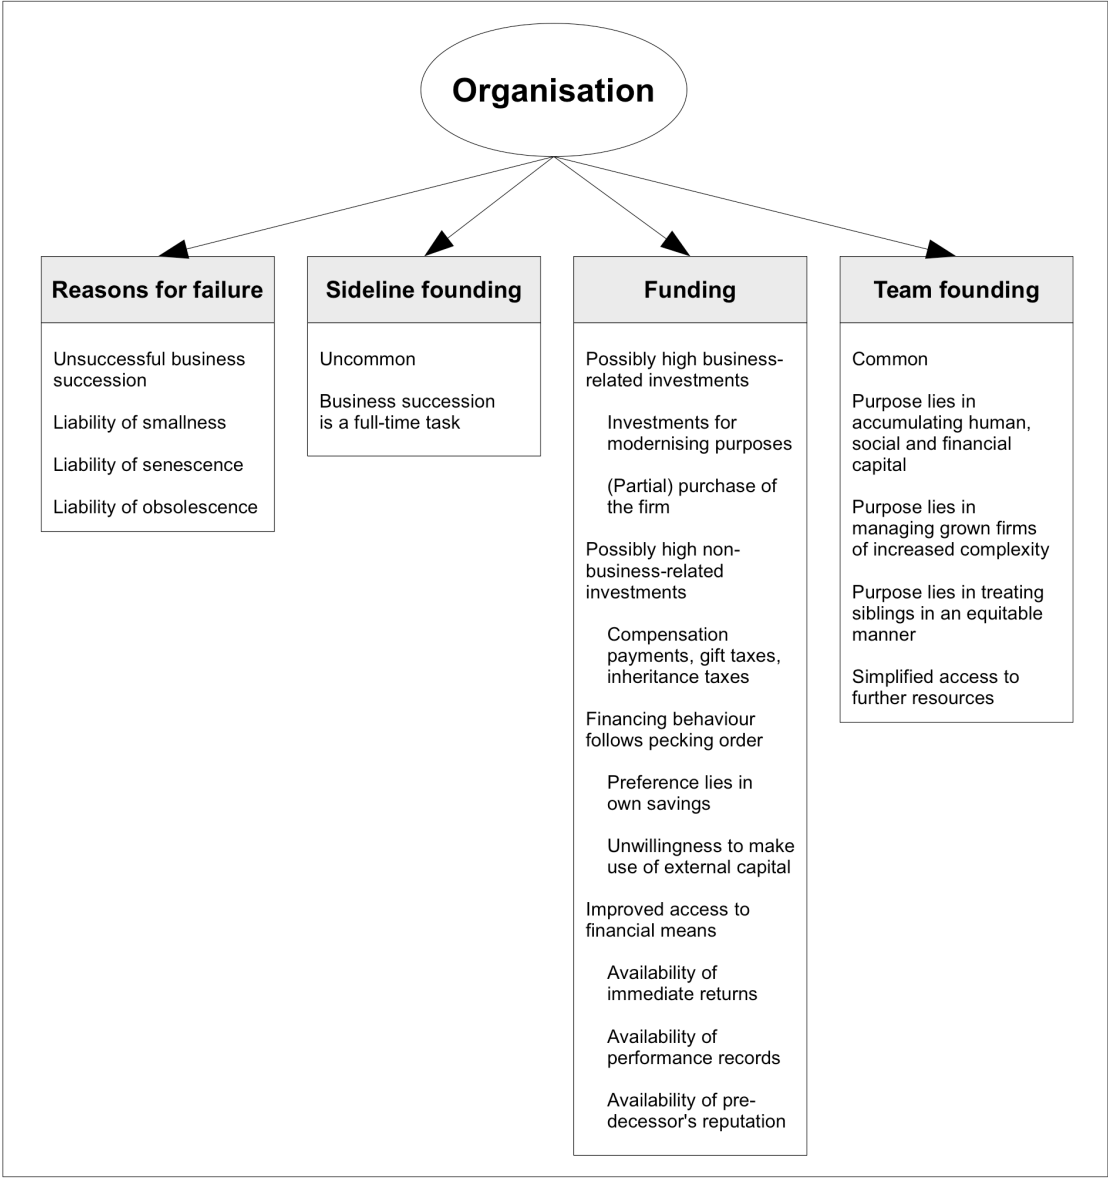 Organisation
Reasons for failure
Unsuccessful business
succession
Liability of smallness
Liability of senescence
Liability of obsolescence
Sideline founding
Uncommon
Business succession
is a full-time task
Funding
Possibly high business-
related investments
Investments for
modernising purposes
(Partial) purchase of
the firm
Possibly high non-
business-related
investments
Compensation
payments, gift taxes,
inheritance taxes
Financing behaviour
follows pecking order
Preference lies in
own savings
Unwillingness to make
use of external capital
Improved access to
financial means
Availability of
immediate returns
Availability of
performance records
Availability of pre-
decessor's reputation
Team founding
Common
Purpose lies in
accumulating human,
social and financial
capital
Purpose lies in
managing grown firms
of increased complexity
Purpose lies in treating
siblings in an equitable
manner
Simplified access to
further resources